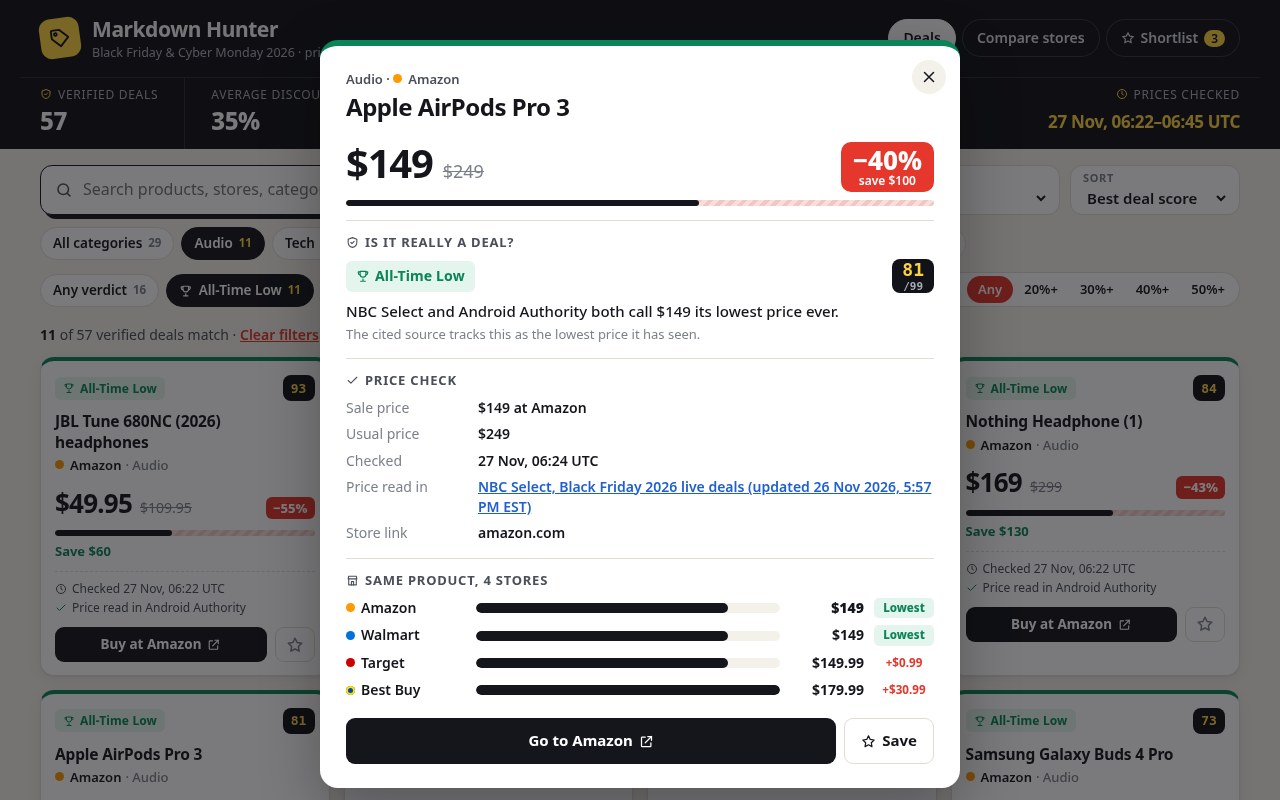 Markdown Hunter
Black Friday & Cyber Monday 2026 · pri
Deals
Compare stores
Shortlist 3
VERIFIED DEALS
57
AVERAGE DISCOU
35%
PRICES CHECKED
27 Nov, 06:22–06:45 UTC
Search products, stores, catego
SORT
Best deal score
All categories 29
Audio 11
Tech
Any verdict 16
All-Time Low 11
Any
20%+
30%+
40%+
50%+
11 of 57 verified deals match · Clear filters
All-Time Low
93
JBL Tune 680NC (2026)
headphones
Amazon · Audio
$49.95 $109.95
−55%
Save $60
Checked 27 Nov, 06:22 UTC
Price read in Android Authority
Buy at Amazon
All-Time Low
81
Apple AirPods Pro 3
Amazon · Audio
Audio · Amazon
Apple AirPods Pro 3
$149 $249
−40%
save $100
IS IT REALLY A DEAL?
All-Time Low
81
/99
NBC Select and Android Authority both call $149 its lowest price ever.
The cited source tracks this as the lowest price it has seen.
PRICE CHECK
Sale price $149 at Amazon
Usual price $249
Checked 27 Nov, 06:24 UTC
Price read in NBC Select, Black Friday 2026 live deals (updated 26 Nov 2026, 5:57
PM EST)
Store link amazon.com
SAME PRODUCT, 4 STORES
Amazon $149 Lowest
Walmart $149 Lowest
Target $149.99 +$0.99
Best Buy $179.99 +$30.99
Go to Amazon
Save
All-Time Low
84
Nothing Headphone (1)
Amazon · Audio
$169 $299
−43%
Save $130
Checked 27 Nov, 06:22 UTC
Price read in Android Authority
Buy at Amazon
All-Time Low
73
Samsung Galaxy Buds 4 Pro
Amazon · Audio